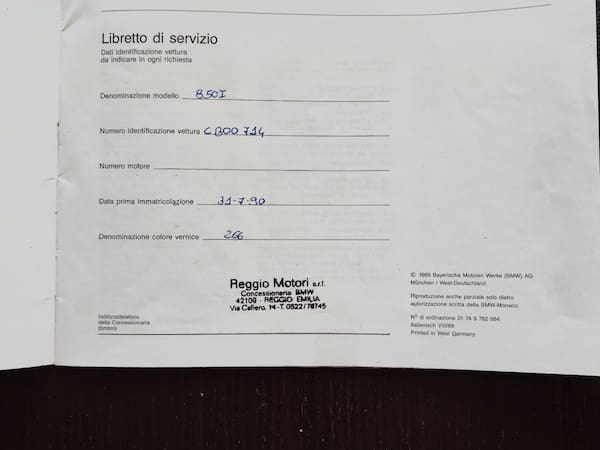 Libretto di servizio
Dati identificazione vettura
da indicare in ogni richiesta
Denominazione modello 850I
Numero identificazione vettura CB00 714
Numero motore
Data prima immatricolazione 31-7-90
Denominazione colore vernice 266
Reggio Motori s.r.l.
Concessionaria BMW
42100 - REGGIO EMILIA
Via Cafiero, 14-T. 0522/78745
Indirizzo/telefono
della Concessionaria
(timbro)
© 1989 Bayerische Motoren Werke (BMW) AG
München / West-Deutschland
Riproduzione anche parziale solo dietro
autorizzazione scritta della BMW-Monaco.
N° di ordinazione 01 74 9 782 684
Italienisch VIII/89
Printed in West Germany